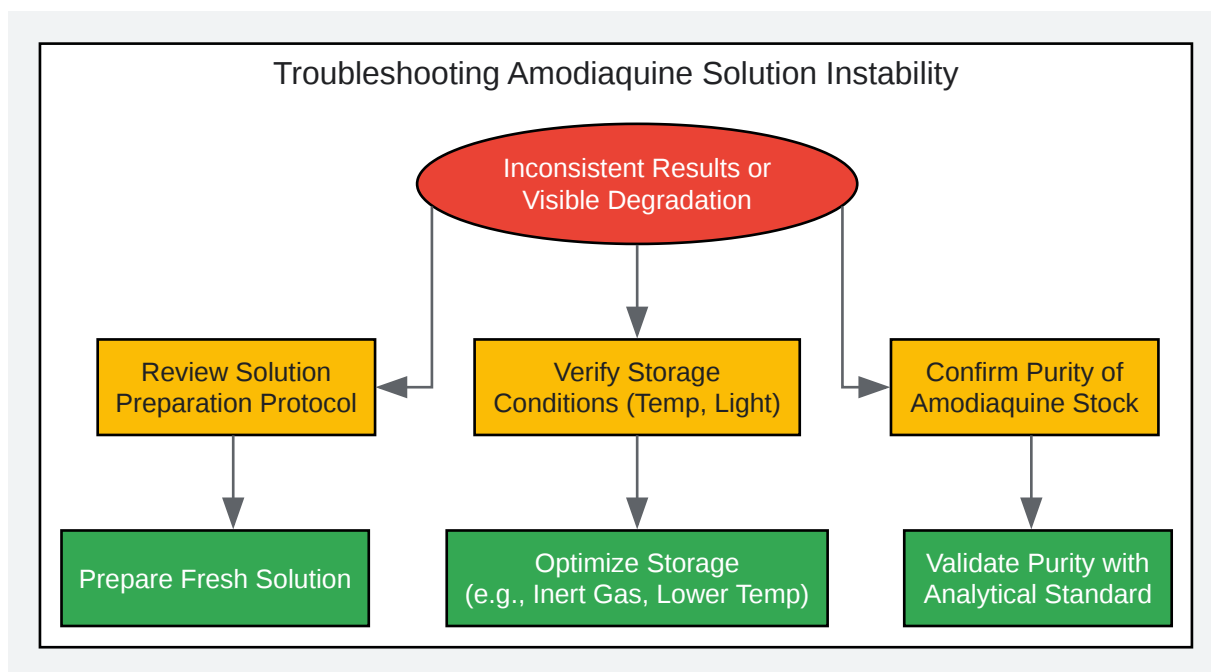 Troubleshooting Amodiaquine Solution Instability
Inconsistent Results or
Visible Degradation
Review Solution
Preparation Protocol
Verify Storage
Conditions (Temp, Light)
Confirm Purity of
Amodiaquine Stock
Prepare Fresh Solution
Optimize Storage
(e.g., Inert Gas, Lower Temp)
Validate Purity with
Analytical Standard